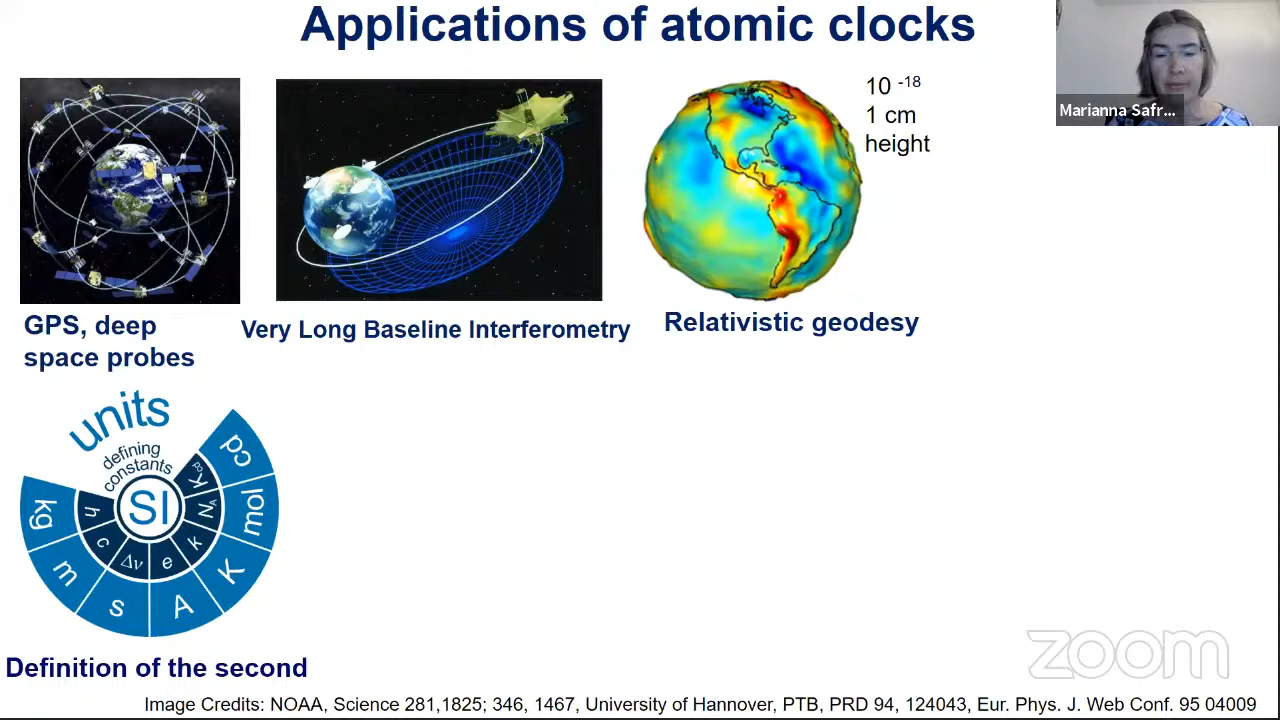 Applications of atomic clocks
Marianna Safr...
10 -18
1 cm
height
GPS, deep
space probes
Very Long Baseline Interferometry
Relativistic geodesy
units
defining
constants
SI
kg
m
s
A
K
mol
cd
h
c
Δν
e
k
NA
Kcd
Definition of the second
zoom
Image Credits: NOAA, Science 281,1825; 346, 1467, University of Hannover, PTB, PRD 94, 124043, Eur. Phys. J. Web Conf. 95 04009